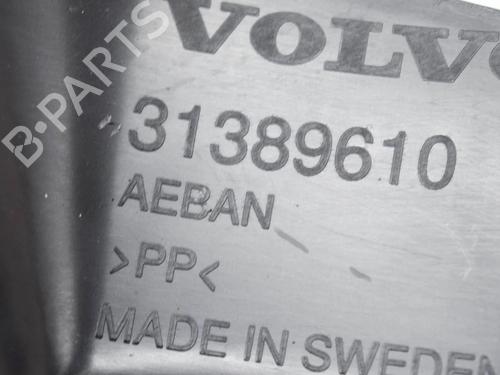 B-PARTS
VOLVO
31389610
AEBAN
>PP<
MADE IN SWEDEN